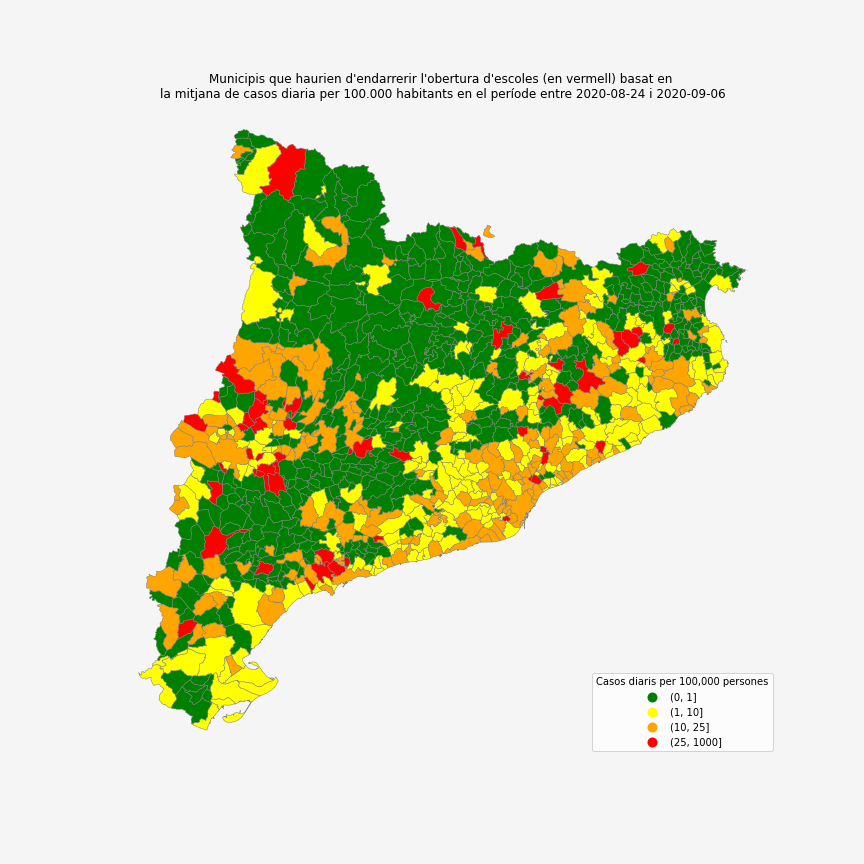 Municipis que haurien d'endarrerir l'obertura d'escoles (en vermell) basat en
la mitjana de casos diaria per 100.000 habitants en el període entre 2020-08-24 i 2020-09-06
Casos diaris per 100,000 persones
(0, 1]
(1, 10]
(10, 25]
(25, 1000]